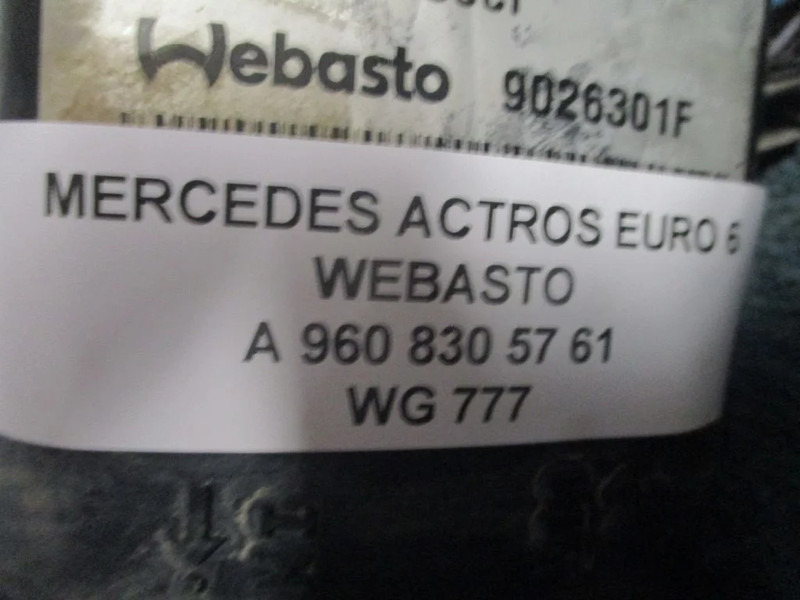 Webasto 9026301F
MERCEDES ACTROS EURO 6
WEBASTO
A 960 830 57 61
WG 777